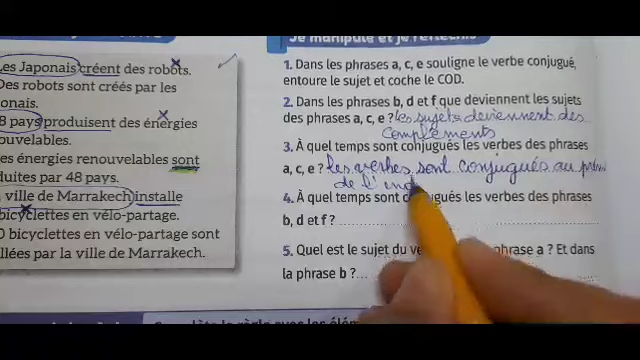 Les Japonais créent des robots.
Des robots sont créés par les
ponais.
8 pays produisent des énergies
ouvelables.
es énergies renouvelables sont
duites par 48 pays.
ville de Marrakech installe
bicyclettes en vélo-partage.
0 bicyclettes en vélo-partage sont
llées par la ville de Marrakech.
Je manipule et je réfléchis
1. Dans les phrases a, c, e souligne le verbe conjugué,
entoure le sujet et coche le COD.
2. Dans les phrases b, d et f que deviennent les sujets
des phrases a, c, e ? les sujets deviennent des
compléments
3. À quel temps sont conjugués les verbes des phrases
a, c, e ? les verbes sont conjugués au
de l'ind
4. À quel temps sont les verbes des phrases
b, d et f ?
5. Quel est le sujet du phrase a ? Et dans
la phrase b ?